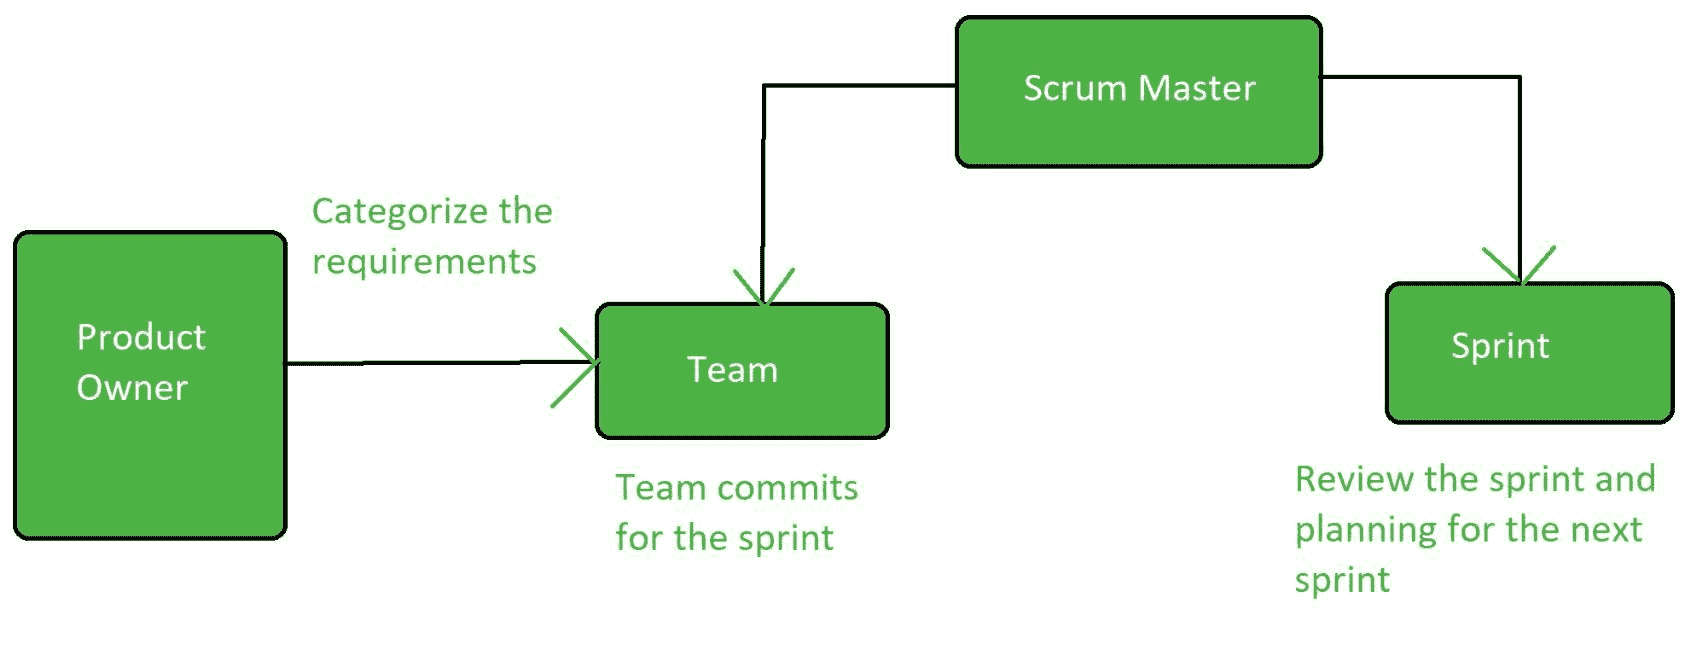 Scrum Master
Categorize the
requirements
Product
Owner
Team
Sprint
Team commits
for the sprint
Review the sprint and
planning for the next
sprint